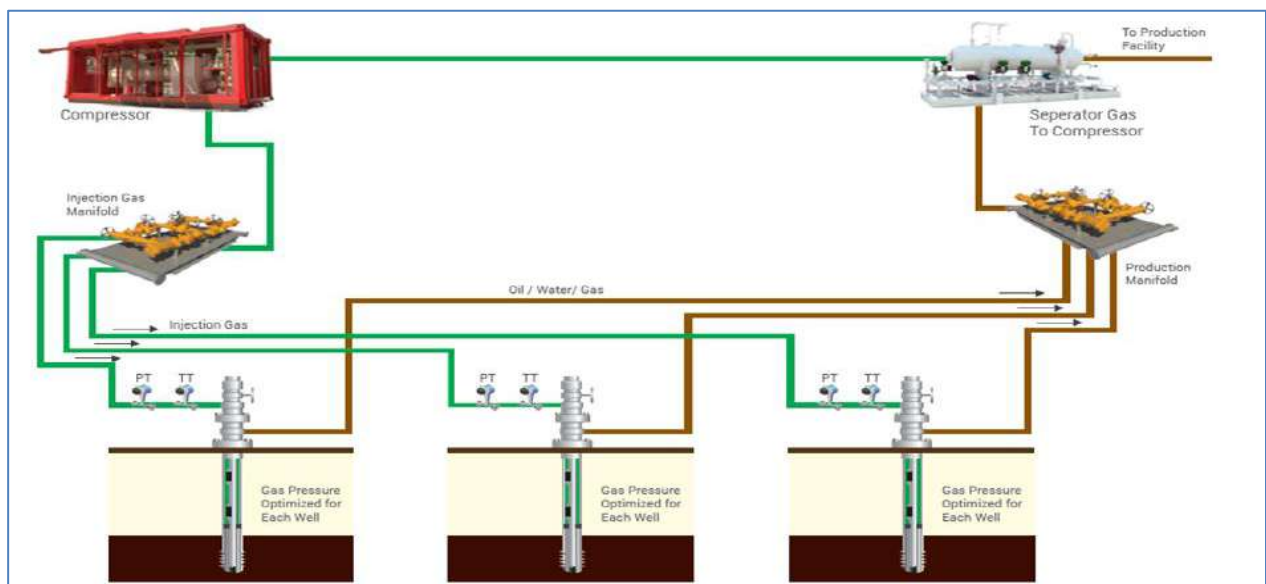 To Production
Facility
Compressor
Seperator Gas
To Compressor
Injection Gas
Manifold
Production
Manifold
Oil / Water/ Gas
Injection Gas
PT TT
PT TT
PT TT
Gas Pressure
Optimized for
Each Well
Gas Pressure
Optimized for
Each Well
Gas Pressure
Optimized for
Each Well